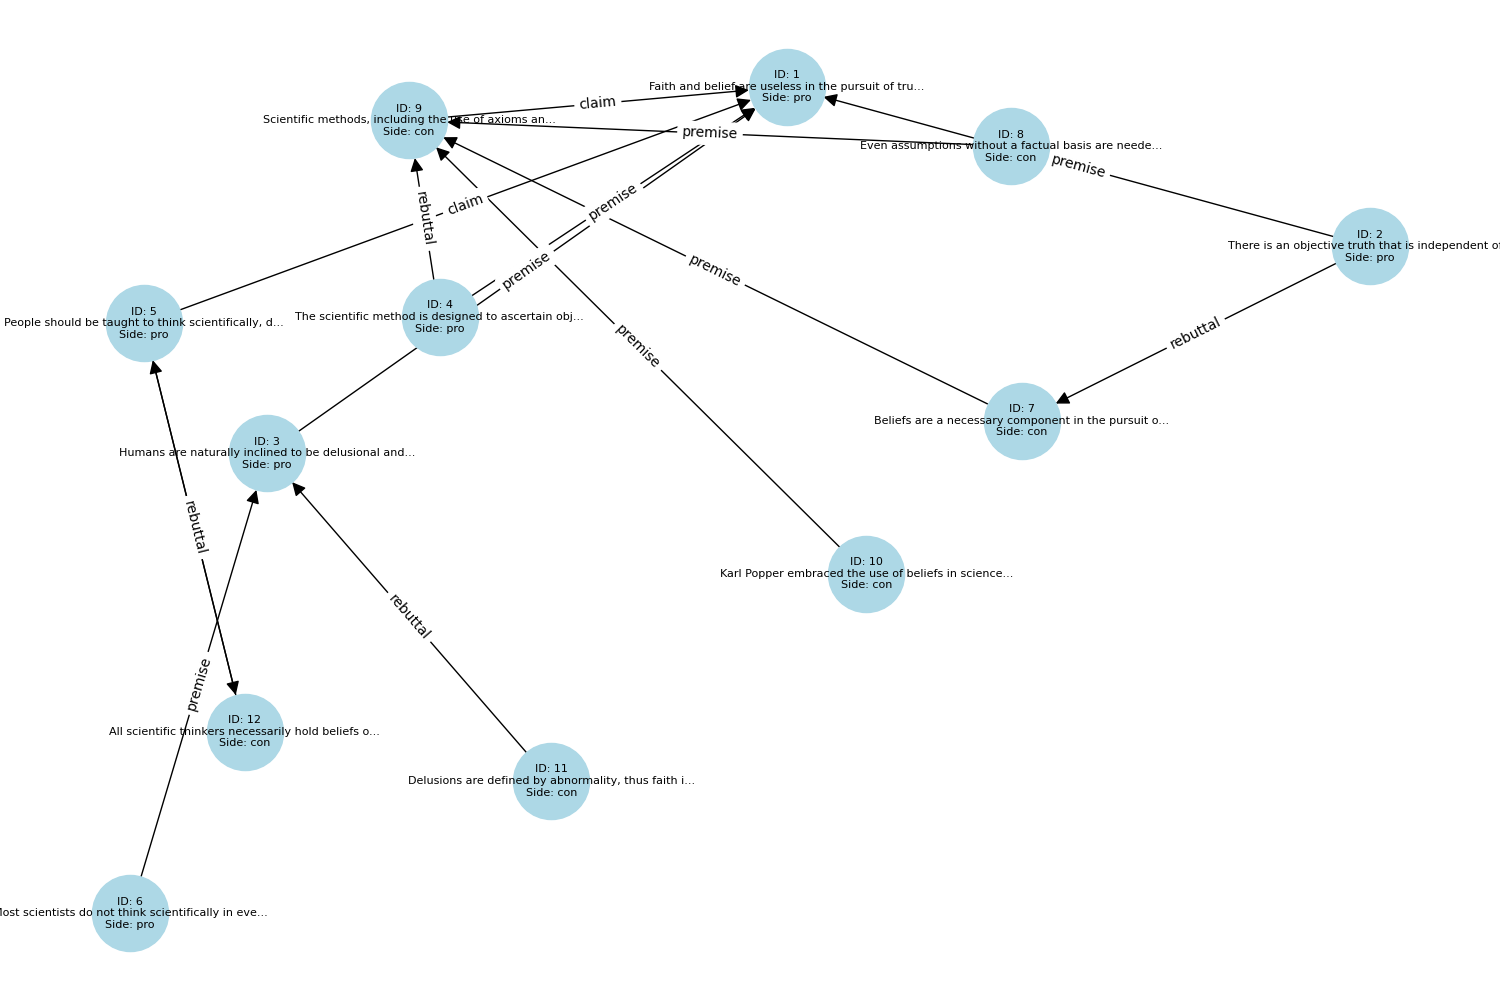 ID: 1
Faith and belief are useless in the pursuit of tru...
Side: pro
ID: 9
Scientific methods, including the use of axioms an...
Side: con
claim
premise
ID: 8
Even assumptions without a factual basis are neede...
Side: con
premise
rebuttal
claim
premise
ID: 2
There is an objective truth that is independent of
Side: pro
premise
premise
rebuttal
ID: 5
People should be taught to think scientifically, d...
Side: pro
ID: 4
The scientific method is designed to ascertain obj...
Side: pro
premise
ID: 7
Beliefs are a necessary component in the pursuit o...
Side: con
ID: 3
Humans are naturally inclined to be delusional and...
Side: pro
rebuttal
ID: 10
Karl Popper embraced the use of beliefs in science...
Side: con
rebuttal
premise
ID: 12
All scientific thinkers necessarily hold beliefs o...
Side: con
ID: 11
Delusions are defined by abnormality, thus faith i...
Side: con
ID: 6
Most scientists do not think scientifically in eve...
Side: pro